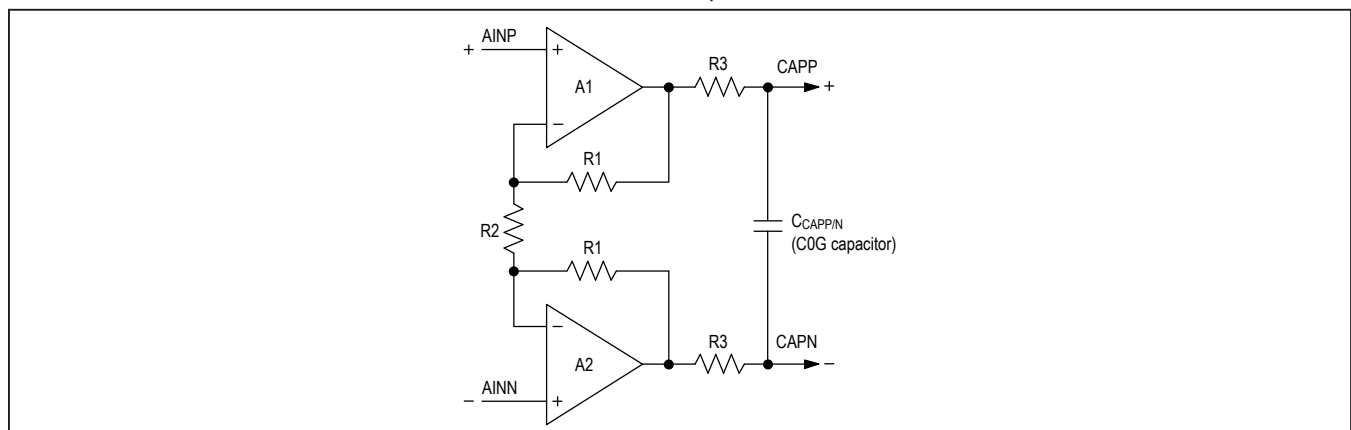 + AINP
+
A1
−
R3
CAPP
+
R1
R2
C_CAPP/N
(C0G capacitor)
R1
−
A2
R3
CAPN
−
− AINN
+